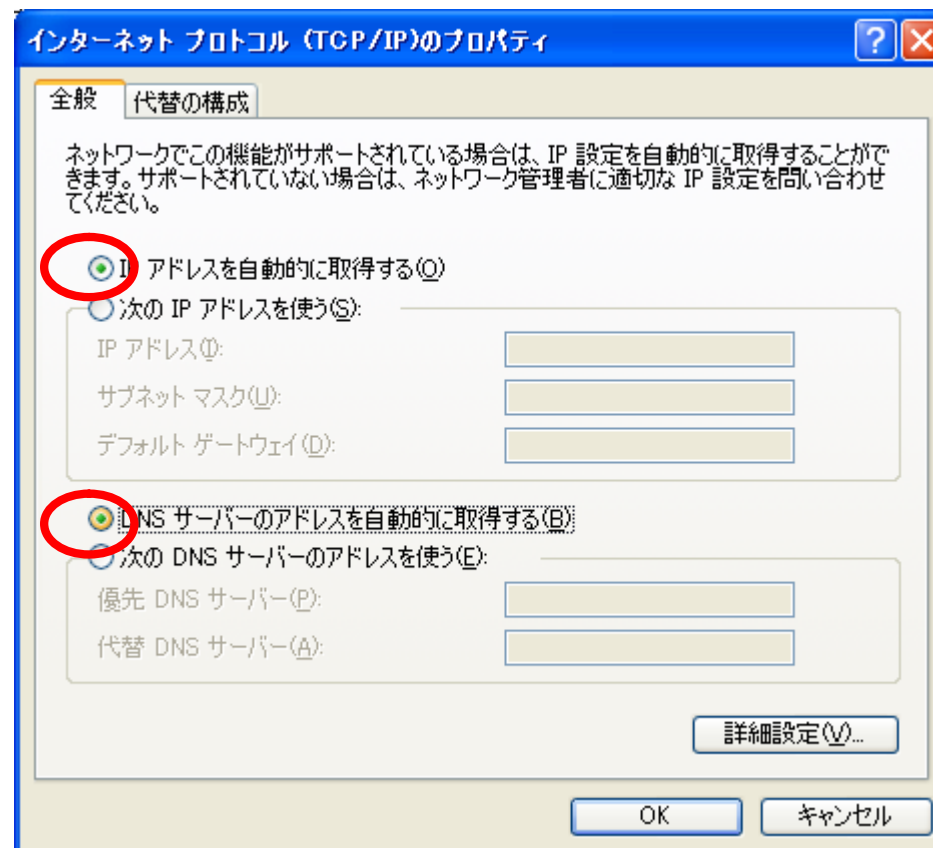 インターネット プロトコル (TCP/IP)のプロパティ
全般
代替の構成
ネットワークでこの機能がサポートされている場合は、IP 設定を自動的に取得することがで
きます。サポートされていない場合は、ネットワーク管理者に適切な IP 設定を問い合わせ
てください。
IP アドレスを自動的に取得する(O)
次の IP アドレスを使う(S):
IP アドレス(I):
サブネット マスク(U):
デフォルト ゲートウェイ(D):
DNS サーバーのアドレスを自動的に取得する(B)
次の DNS サーバーのアドレスを使う(E):
優先 DNS サーバー(P):
代替 DNS サーバー(A):
詳細設定(V)...
OK
キャンセル